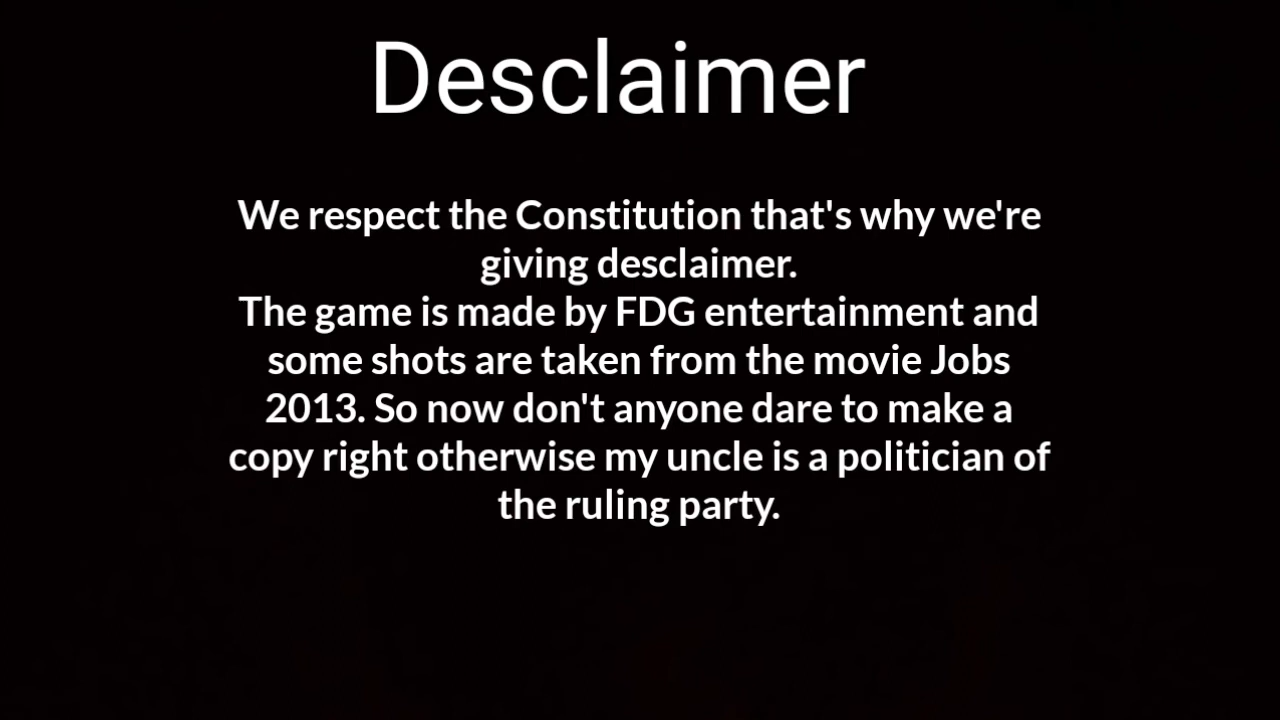 Desclaimer
We respect the Constitution that's why we're
giving desclaimer.
The game is made by FDG entertainment and
some shots are taken from the movie Jobs
2013. So now don't anyone dare to make a
copy right otherwise my uncle is a politician of
the ruling party.